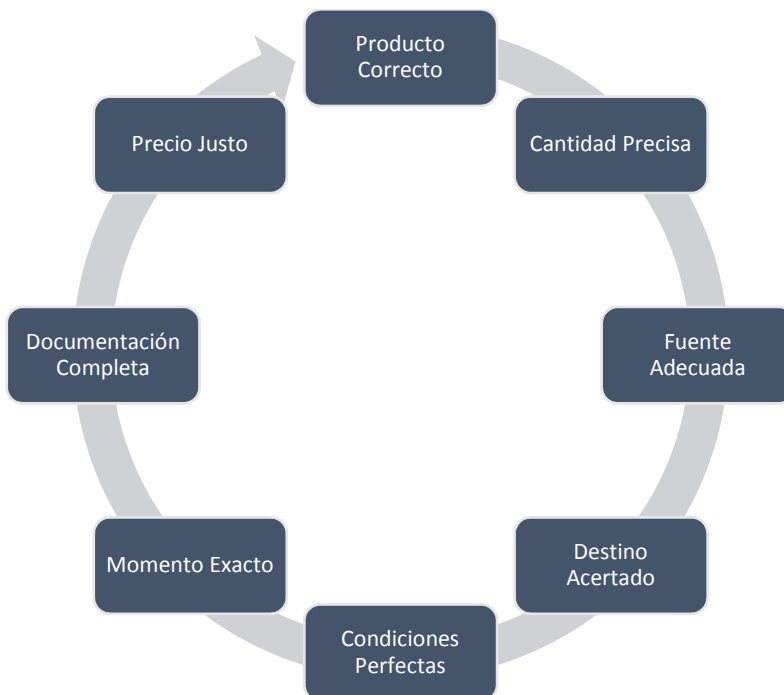 Producto
Correcto
Cantidad Precisa
Fuente
Adecuada
Destino
Acertado
Condiciones
Perfectas
Momento Exacto
Documentación
Completa
Precio Justo